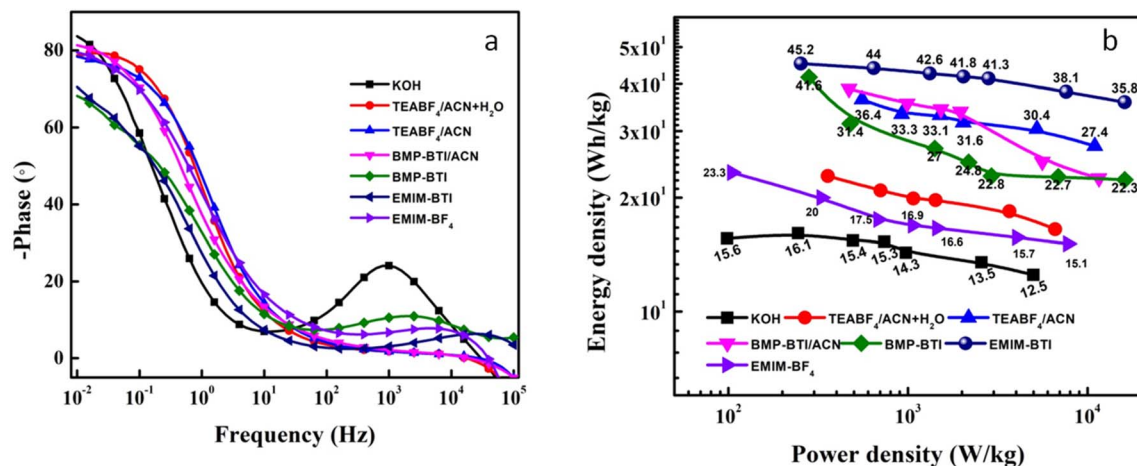 a
-Phase (○)
80
60
40
20
0
KOH
TEABF4/ACN+H2O
TEABF4/ACN
BMP-BTI/ACN
BMP-BTI
EMIM-BTI
EMIM-BF4
10-2 10-1 100 101 102 103 104 105
Frequency (Hz)
b
Energy density (Wh/kg)
5x101
4x101
3x101
2x101
101
45.2 44 42.6 41.8 41.3 38.1 35.8
41.6 36.4 33.3 33.1 31.6 30.4 27.4
31.4 27 24.8 22.8 22.7 22.3
23.3 20 17.5 16.9 16.6 15.7 15.1
15.6 16.1 15.4 15.3 14.3 13.5 12.5
KOH TEABF4/ACN+H2O TEABF4/ACN
BMP-BTI/ACN BMP-BTI EMIM-BTI
EMIM-BF4
102 103 104
Power density (W/kg)